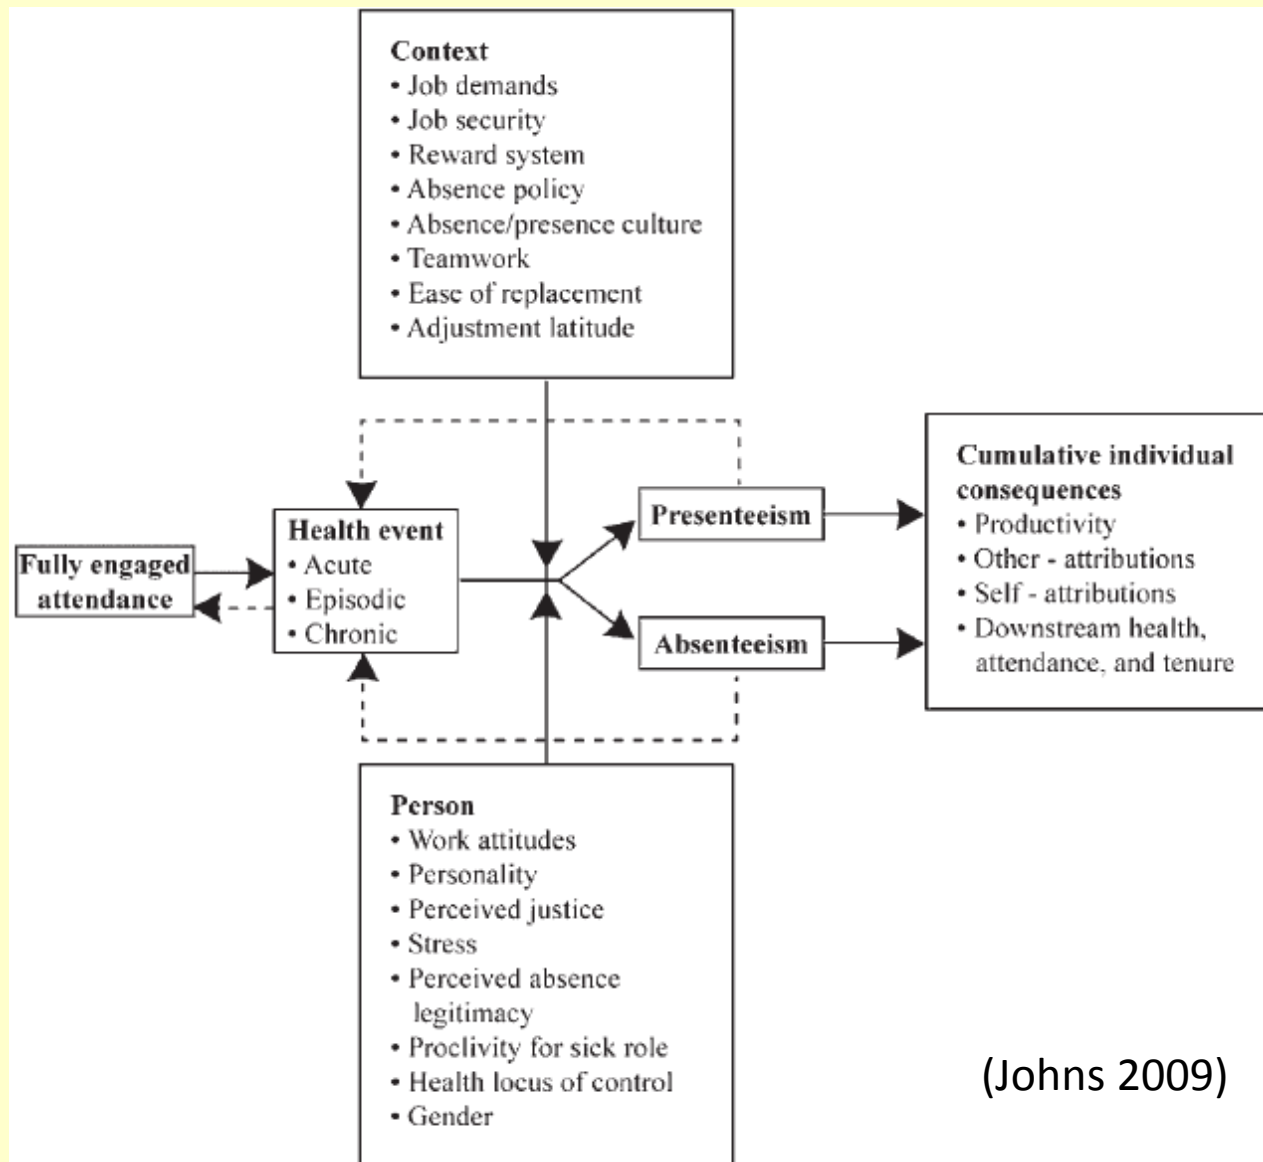 Context
• Job demands
• Job security
• Reward system
• Absence policy
• Absence/presence culture
• Teamwork
• Ease of replacement
• Adjustment latitude
Fully engaged
attendance
Health event
• Acute
• Episodic
• Chronic
Presenteeism
Absenteeism
Cumulative individual
consequences
• Productivity
• Other - attributions
• Self - attributions
• Downstream health,
attendance, and tenure
Person
• Work attitudes
• Personality
• Perceived justice
• Stress
• Perceived absence
legitimacy
• Proclivity for sick role
• Health locus of control
• Gender
(Johns 2009)